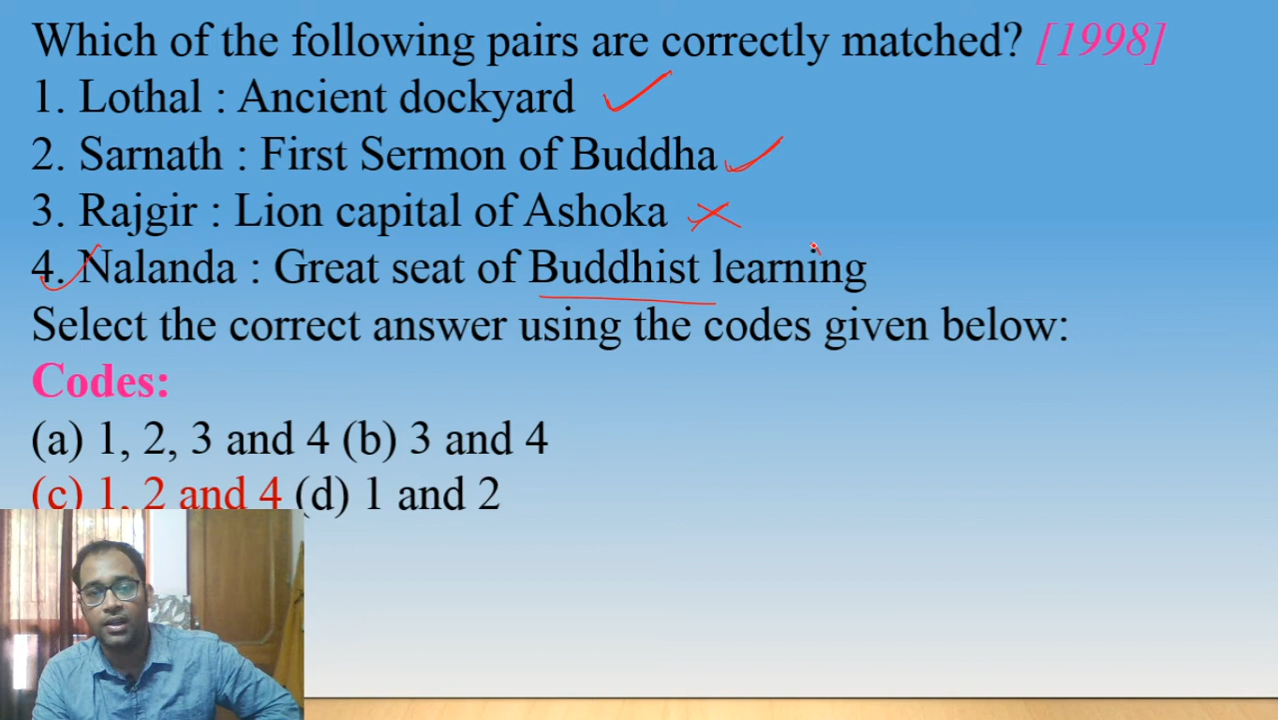 Which of the following pairs are correctly matched? [1998]
1. Lothal : Ancient dockyard
2. Sarnath : First Sermon of Buddha
3. Rajgir : Lion capital of Ashoka
4. Nalanda : Great seat of Buddhist learning
Select the correct answer using the codes given below:
Codes:
(a) 1, 2, 3 and 4 (b) 3 and 4
(c) 1, 2 and 4 (d) 1 and 2